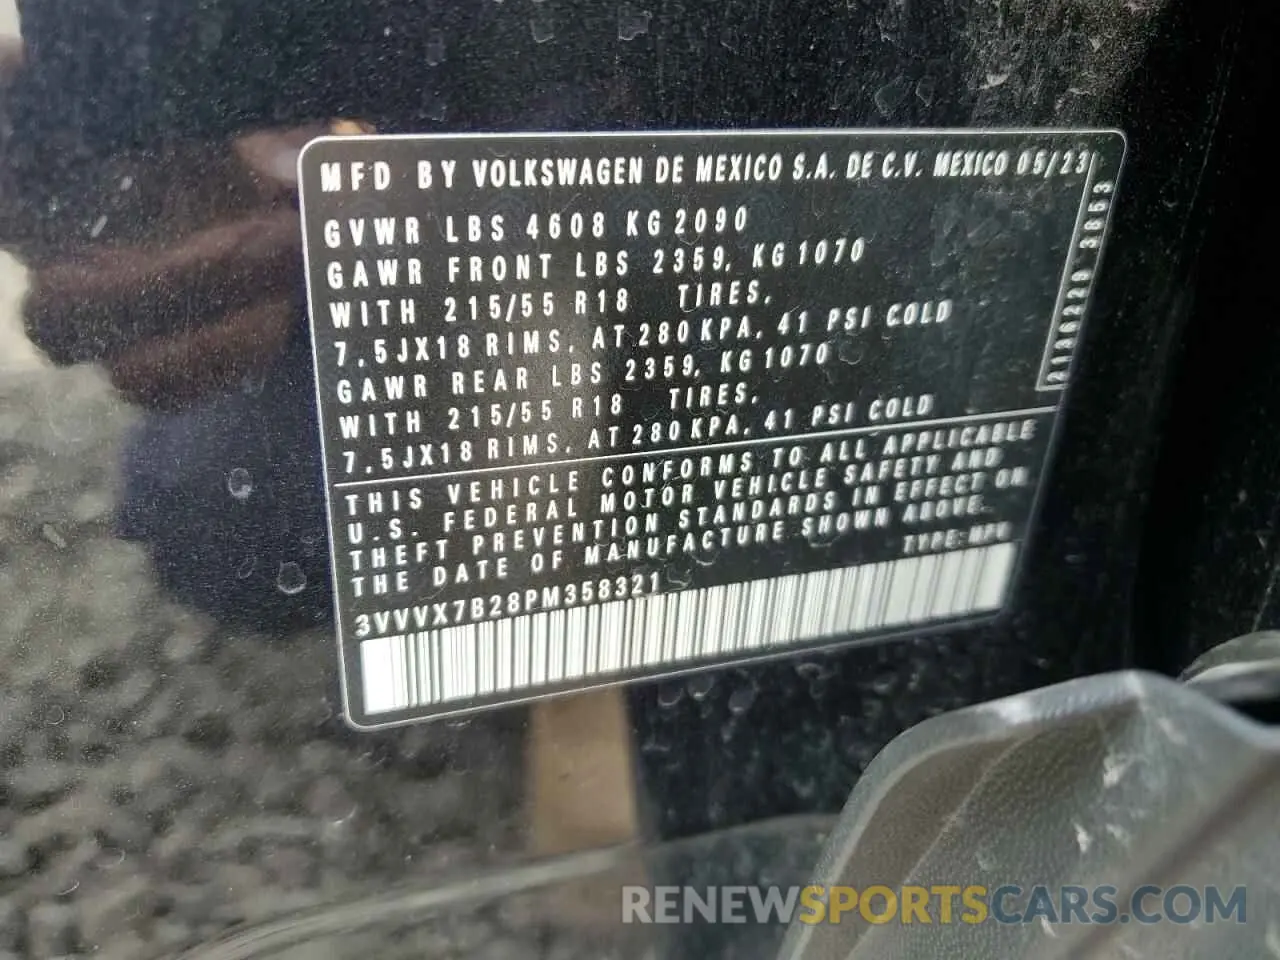 MFD BY VOLKSWAGEN DE MEXICO S.A. DE C.V. MEXICO 05/23
GVWR LBS 4608 KG 2090
GAWR FRONT LBS 2359, KG 1070
WITH 215/55 R18 TIRES,
7.5JX18 RIMS, AT 280 KPA, 41 PSI COLD
GAWR REAR LBS 2359, KG 1070
WITH 215/55 R18 TIRES,
7.5JX18 RIMS, AT 280 KPA, 41 PSI COLD
THIS VEHICLE CONFORMS TO ALL APPLICABLE
U.S. FEDERAL MOTOR VEHICLE SAFETY AND
THEFT PREVENTION STANDARDS IN EFFECT ON
THE DATE OF MANUFACTURE SHOWN ABOVE.
TYPE: MPV
3VVVX7B28PM358321
RENEWSPORTSCARS.COM